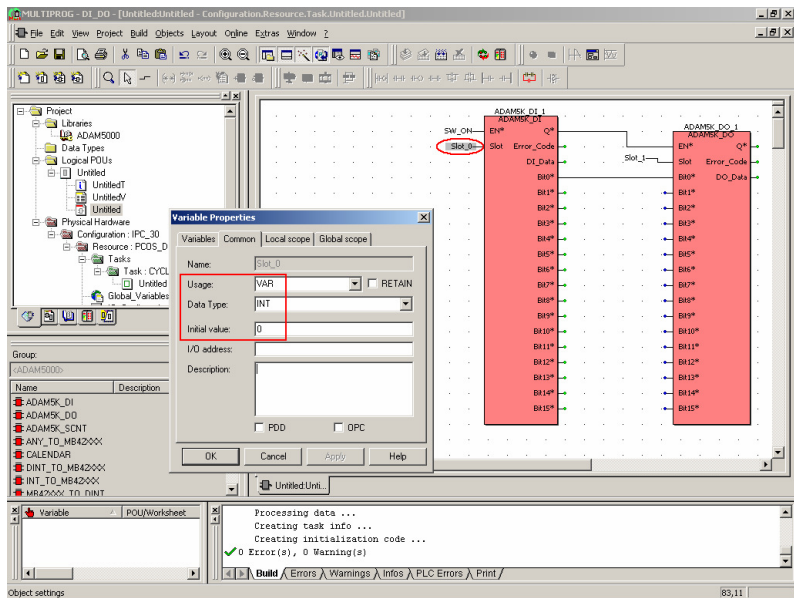 MULTIPROG - DI_DO - [Untitled:Untitled - Configuration.Resource.Task.Untitled.Untitled]
File Edit View Project Build Objects Layout Online Extras Window ?
Project
Libraries
ADAM5000
Data Types
Logical POUs
Untitled
UntitledT
UntitledV
Untitled
Physical Hardware
Configuration : IPC_30
Resource : PCOS_D
Tasks
Task : CYCL
Untitled
Global_Variables
Group:
<ADAM5000>
Name Description
ADAM5K_DI
ADAM5K_DO
ADAM5K_SCNT
ANY_TO_MB42XXX
CALENDAR
DINT_TO_MB42XXX
INT_TO_MB42XXX
MB42XXX_TO_DINT
Variable Properties
Variables Common Local scope Global scope
Name: Slot_0
Usage: VAR RETAIN
Data Type: INT
Initial value: 0
I/O address:
Description:
PDD OPC
OK Cancel Apply Help
ADAM5K_DI_1
ADAM5K_DI
SW_ON EN* Q*
Slot_0 Slot Error_Code
DI_Data
Bit0*
Bit1*
Bit2*
Bit3*
Bit4*
Bit5*
Bit6*
Bit7*
Bit8*
Bit9*
Bit10*
Bit11*
Bit12*
Bit13*
Bit14*
Bit15*
ADAM5K_DO_1
ADAM5K_DO
EN* Q*
Slot_1 Slot Error_Code
Bit0* DO_Data
Bit1*
Bit2*
Bit3*
Bit4*
Bit5*
Bit6*
Bit7*
Bit8*
Bit9*
Bit10*
Bit11*
Bit12*
Bit13*
Bit14*
Bit15*
Untitled:Unti...
Variable POU/Worksheet
Processing data ...
Creating task info ...
Creating initialization code ...
0 Error(s), 0 Warning(s)
Build Errors Warnings Infos PLC Errors Print
Object settings
83,11